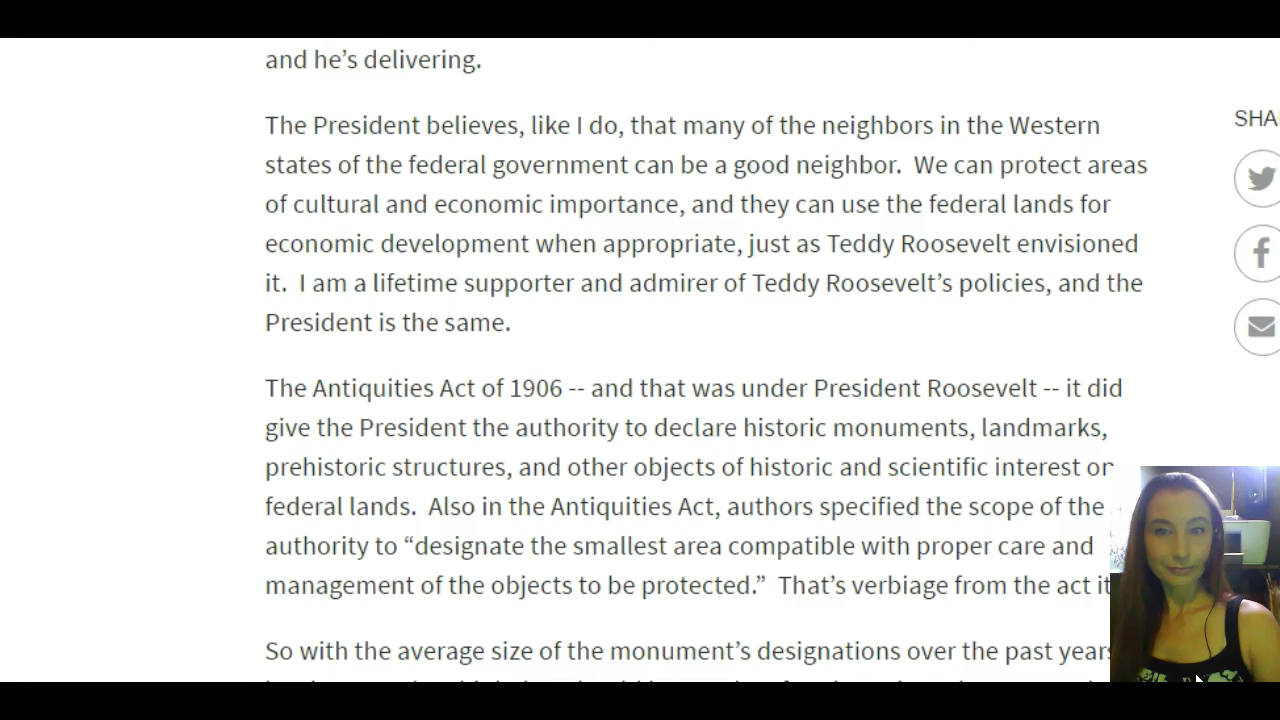 and he’s delivering.
The President believes, like I do, that many of the neighbors in the Western
states of the federal government can be a good neighbor.  We can protect areas
of cultural and economic importance, and they can use the federal lands for
economic development when appropriate, just as Teddy Roosevelt envisioned
it.  I am a lifetime supporter and admirer of Teddy Roosevelt’s policies, and the
President is the same.
The Antiquities Act of 1906 -- and that was under President Roosevelt -- it did
give the President the authority to declare historic monuments, landmarks,
prehistoric structures, and other objects of historic and scientific interest on
federal lands.  Also in the Antiquities Act, authors specified the scope of the
authority to “designate the smallest area compatible with proper care and
management of the objects to be protected.”  That’s verbiage from the act it
So with the average size of the monument’s designations over the past years
SHA